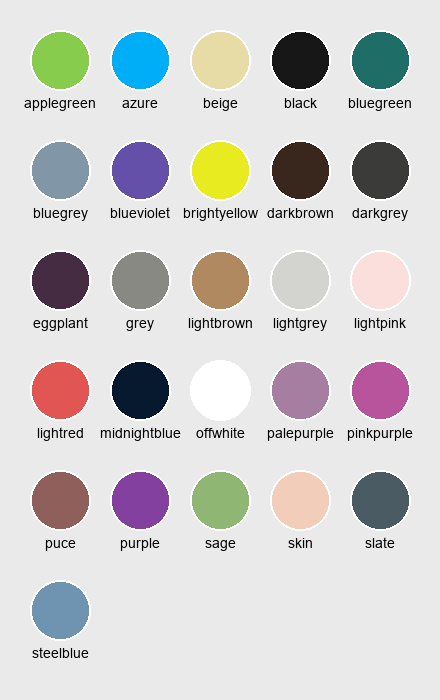 applegreen azure beige black bluegreen
bluegrey blueviolet brightyellow darkbrown darkgrey
eggplant grey lightbrown lightgrey lightpink
lightred midnightblue offwhite palepurple pinkpurple
puce purple sage skin slate
steelblue